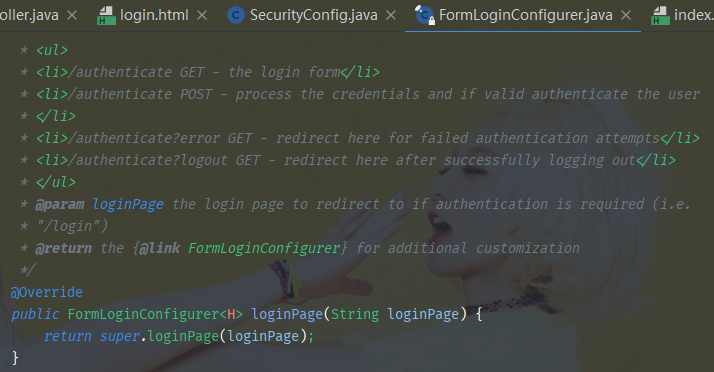 oller.java × login.html × SecurityConfig.java × FormLoginConfigurer.java × index.
* <ul>
* <li>/authenticate GET - the login form</li>
* <li>/authenticate POST - process the credentials and if valid authenticate the user
* </li>
* <li>/authenticate?error GET - redirect here for failed authentication attempts</li>
* <li>/authenticate?logout GET - redirect here after successfully logging out</li>
* </ul>
* @param loginPage the login page to redirect to if authentication is required (i.e.
* "/login")
* @return the {@link FormLoginConfigurer} for additional customization
*/
@Override
public FormLoginConfigurer<H> loginPage(String loginPage) {
return super.loginPage(loginPage);
}